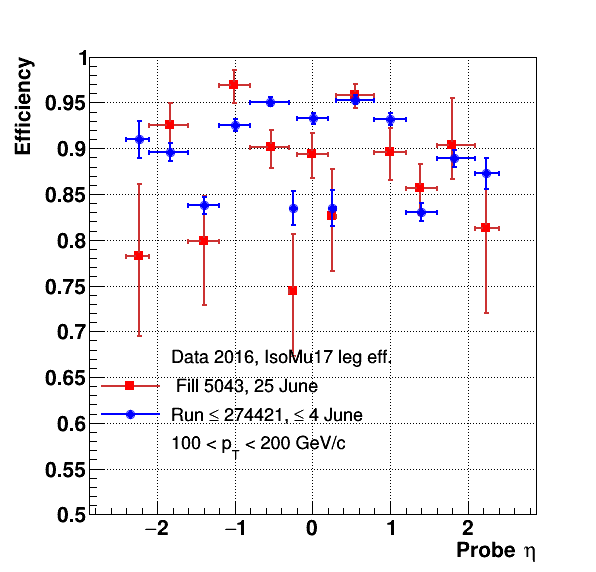 Efficiency
1
0.95
0.9
0.85
0.8
0.75
0.7
0.65
0.6
0.55
0.5
Data 2016, IsoMu17 leg eff.
Fill 5043, 25 June
Run ≤ 274421, ≤ 4 June
100 < p_T < 200 GeV/c
−2 −1 0 1 2
Probe η